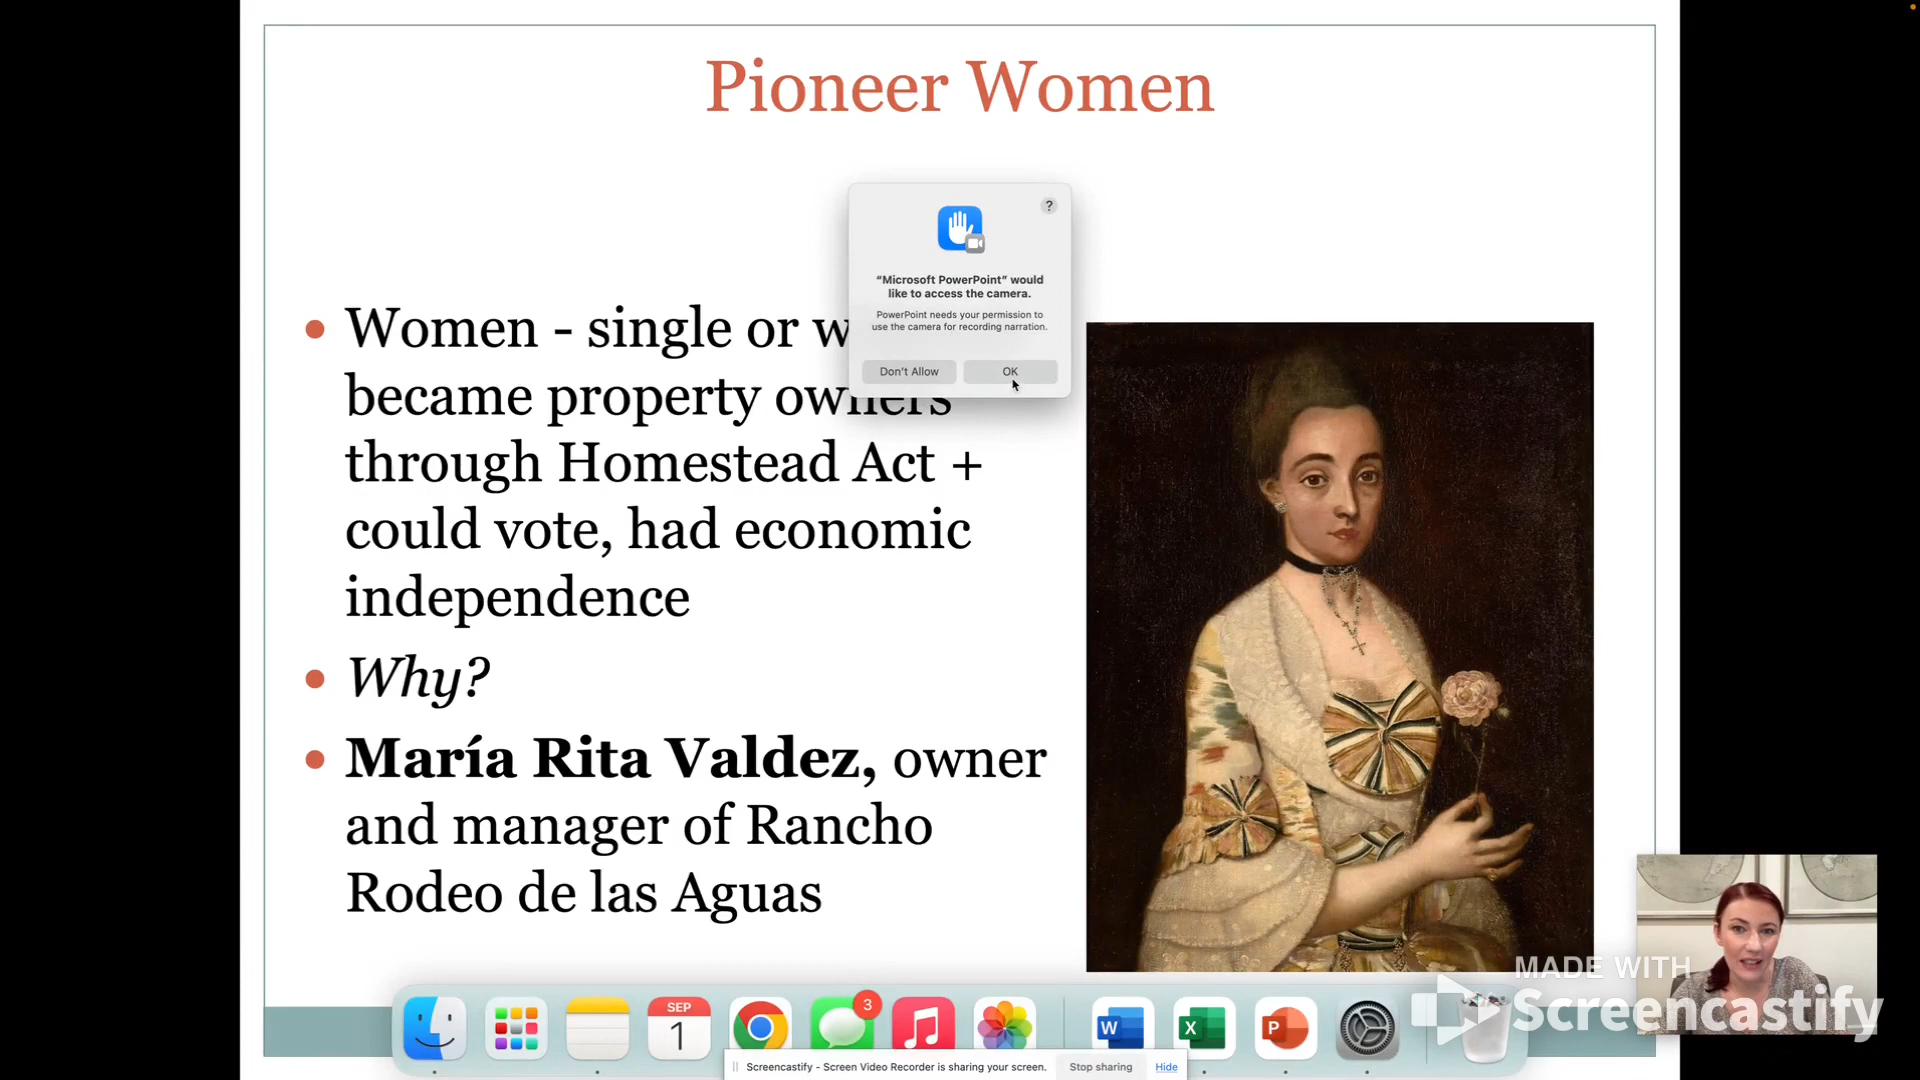 Pioneer Women
?
“Microsoft PowerPoint” would
like to access the camera.
PowerPoint needs your permission to
use the camera for recording narration.
Don't Allow
OK
Women - single or
became property owners
through Homestead Act +
could vote, had economic
independence
Why?
María Rita Valdez, owner
and manager of Rancho
Rodeo de las Aguas
MADE WITH
Screencastify
SEP
1
3
W
X
P
Screencastify - Screen Video Recorder is sharing your screen.
Stop sharing
Hide